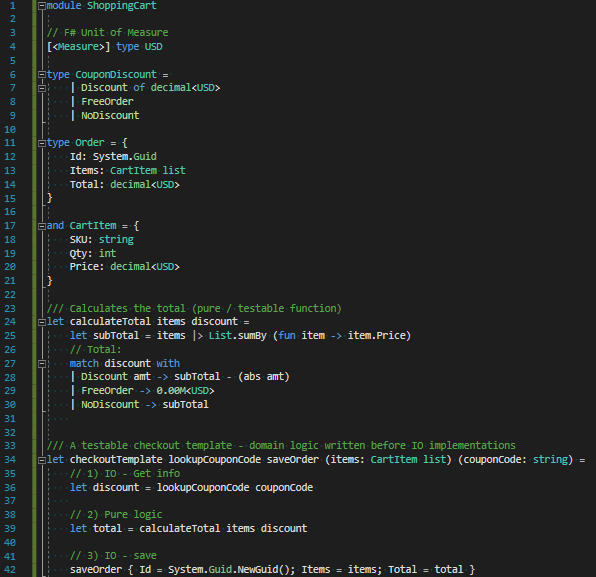 1 module ShoppingCart
2
3 // F# Unit of Measure
4 [<Measure>] type USD
5
6 type CouponDiscount =
7     | Discount of decimal<USD>
8     | FreeOrder
9     | NoDiscount
10
11 type Order = {
12     Id: System.Guid
13     Items: CartItem list
14     Total: decimal<USD>
15 }
16
17 and CartItem = {
18     SKU: string
19     Qty: int
20     Price: decimal<USD>
21 }
22
23 /// Calculates the total (pure / testable function)
24 let calculateTotal items discount =
25     let subTotal = items |> List.sumBy (fun item -> item.Price)
26     // Total:
27     match discount with
28     | Discount amt -> subTotal - (abs amt)
29     | FreeOrder -> 0.00M<USD>
30     | NoDiscount -> subTotal
31
32
33 /// A testable checkout template - domain logic written before IO implementations
34 let checkoutTemplate lookupCouponCode saveOrder (items: CartItem list) (couponCode: string) =
35     // 1) IO - Get info
36     let discount = lookupCouponCode couponCode
37
38     // 2) Pure logic
39     let total = calculateTotal items discount
40
41     // 3) IO - save
42     saveOrder { Id = System.Guid.NewGuid(); Items = items; Total = total }